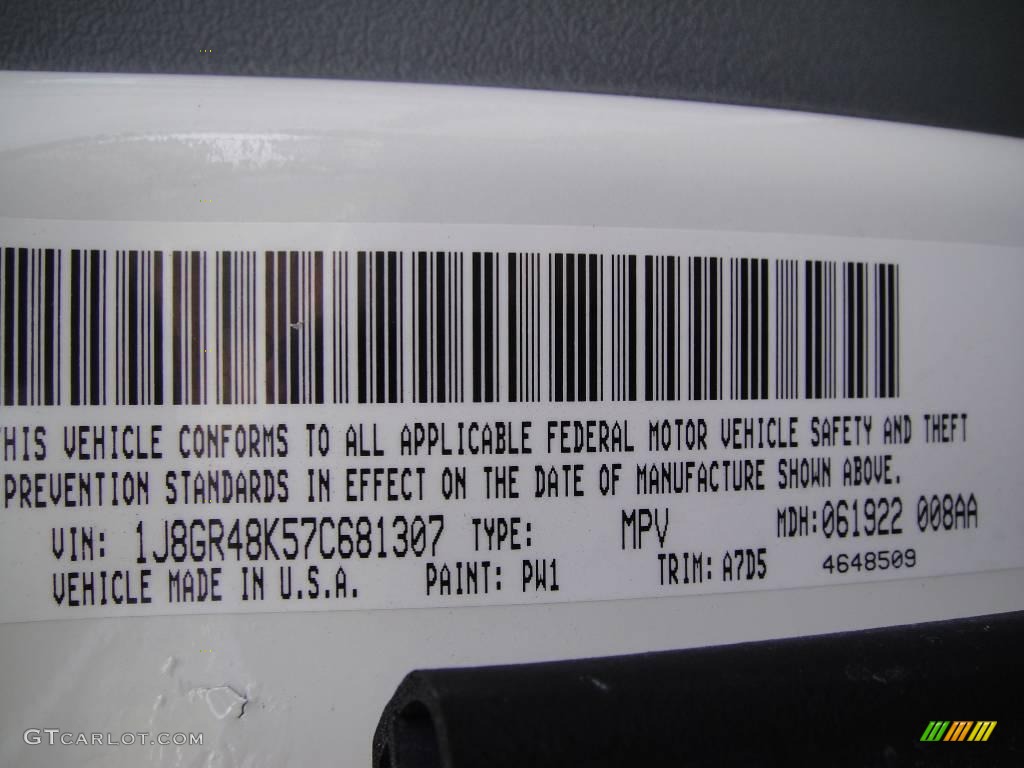 THIS VEHICLE CONFORMS TO ALL APPLICABLE FEDERAL MOTOR VEHICLE SAFETY AND THEFT
PREVENTION STANDARDS IN EFFECT ON THE DATE OF MANUFACTURE SHOWN ABOVE.
VIN: 1J8GR48K57C681307 TYPE: MPV MDH:061922 008AA
VEHICLE MADE IN U.S.A. PAINT: PW1 TRIM: A7D5 4648509
GTCARLOT.COM